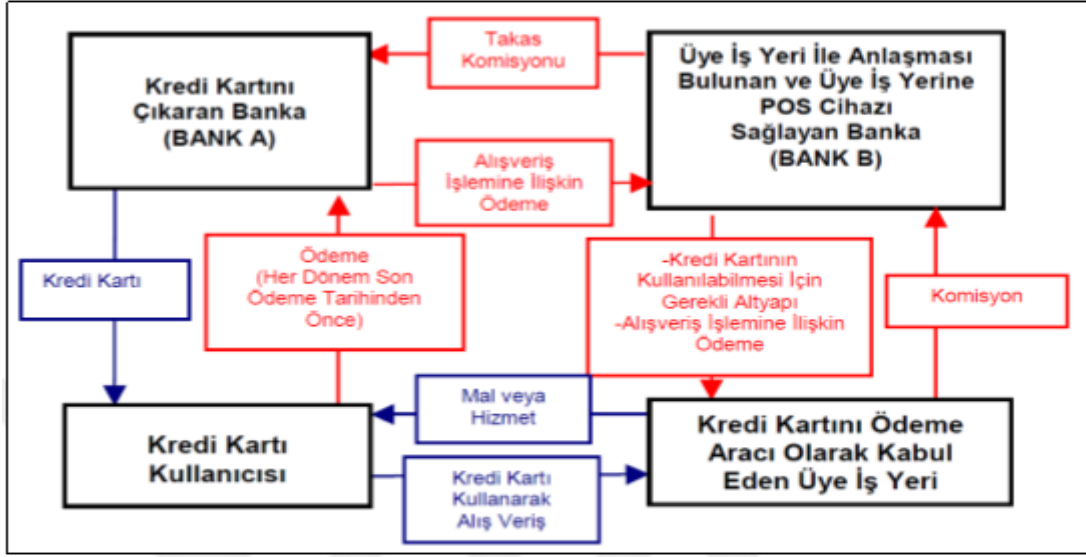 Kredi Kartını
Çıkaran Banka
(BANK A)
Takas
Komisyonu
Üye İş Yeri İle Anlaşması
Bulunan ve Üye İş Yerine
POS Cihazı
Sağlayan Banka
(BANK B)
Alışveriş
İşlemine İlişkin
Ödeme
Kredi Kartı
Ödeme
(Her Dönem Son
Ödeme Tarihinden
Önce)
-Kredi Kartının
Kullanılabilmesi İçin
Gerekli Altyapı
-Alışveriş İşlemine İlişkin
Ödeme
Komisyon
Kredi Kartı
Kullanıcısı
Mal veya
Hizmet
Kredi Kartı
Kullanarak
Alış Veriş
Kredi Kartını Ödeme
Aracı Olarak Kabul
Eden Üye İş Yeri